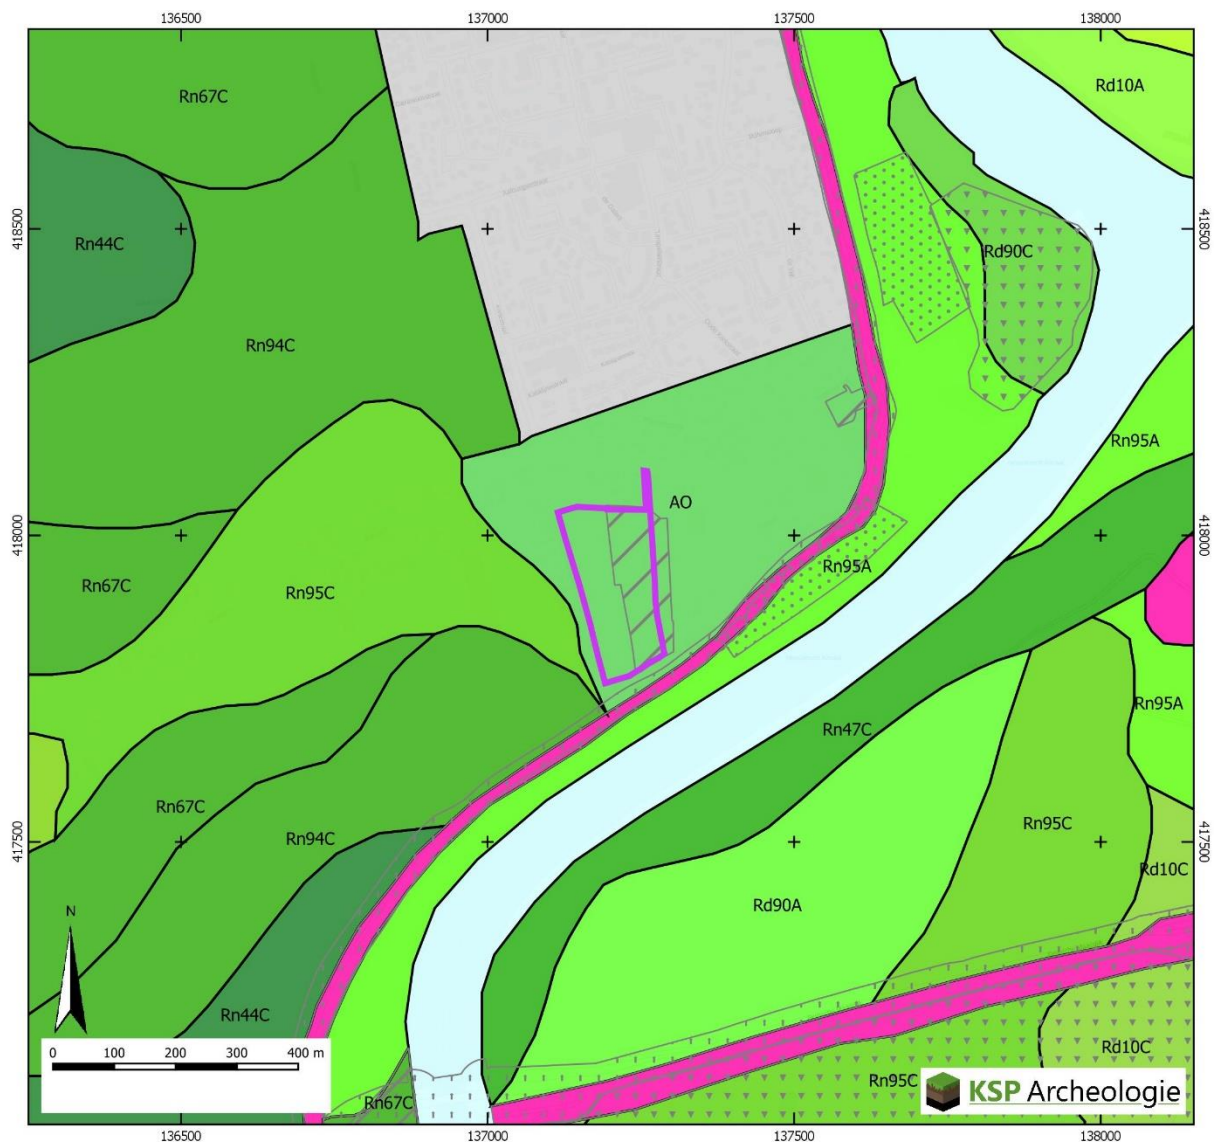 136500 137000 137500 138000
Rd10A
Rn67C
418500 418500
Rn44C
Rd90C
Rn94C
Rn95A
AO
418000 418000
Rn95A
Rn67C
Rn95C
Rn95A
Rn47C
Rn67C
Rn95C
Rn94C
417500 417500
Rd10C
Rd90A
N
Rn44C
Rd10C
0 100 200 300 400 m
Rn95C
KSP Archeologie
Rn67C
136500 137000 137500 138000